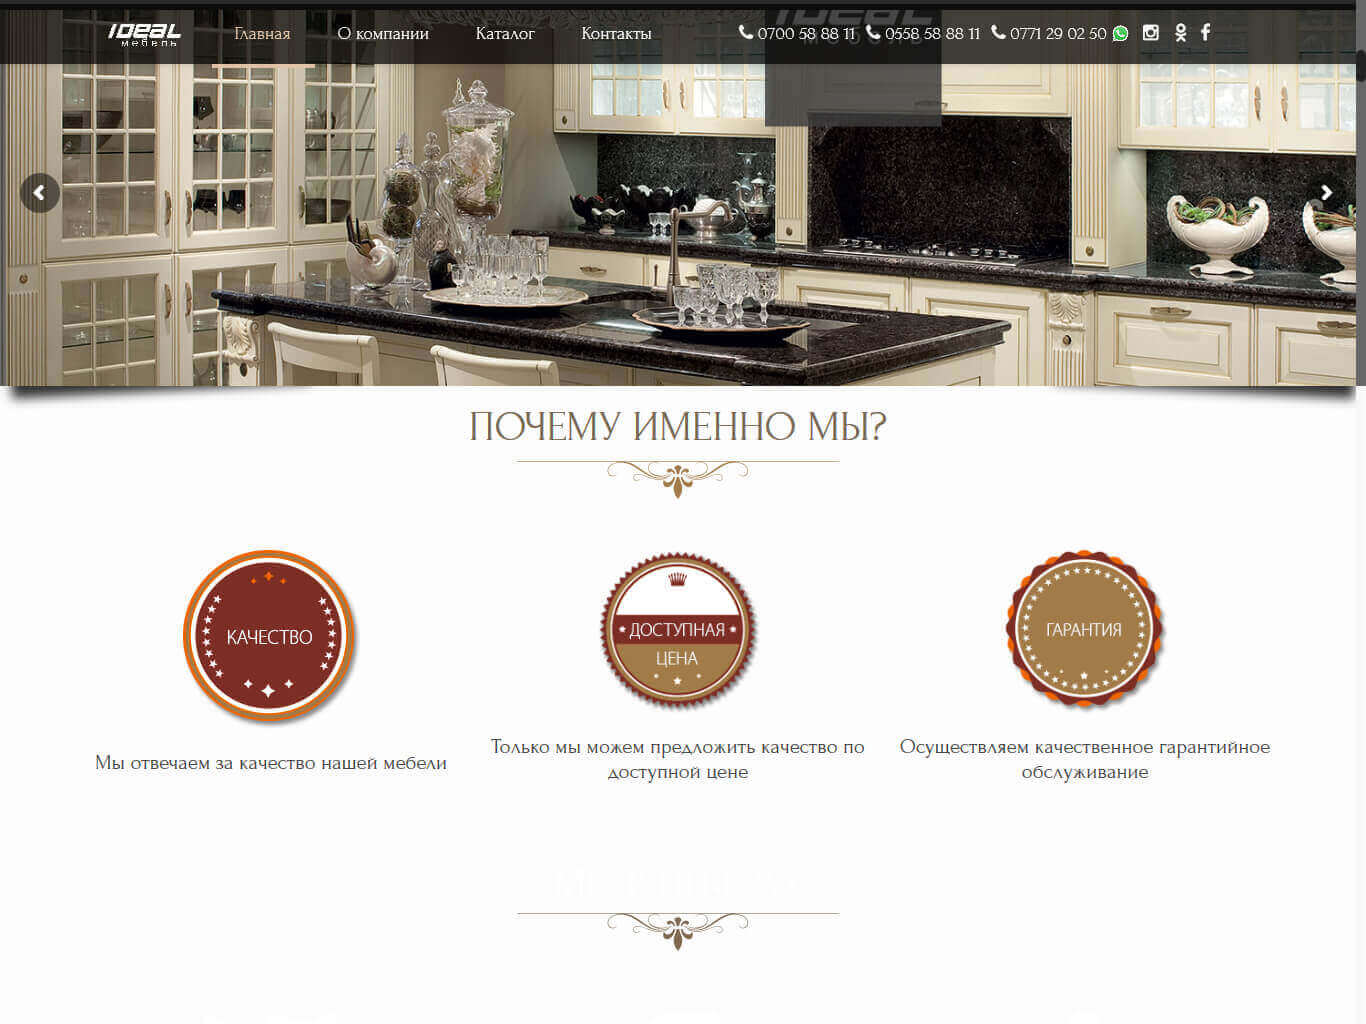 IDEAL
мебель
Главная
О компании
Каталог
Контакты
0700 58 88 11
0558 58 88 11
0771 29 02 50
IDEAL
ПОЧЕМУ ИМЕННО МЫ?
КАЧЕСТВО
ДОСТУПНАЯ
ЦЕНА
ГАРАНТИЯ
Мы отвечаем за качество нашей мебели
Только мы можем предложить качество по
доступной цене
Осуществляем качественное гарантийное
обслуживание